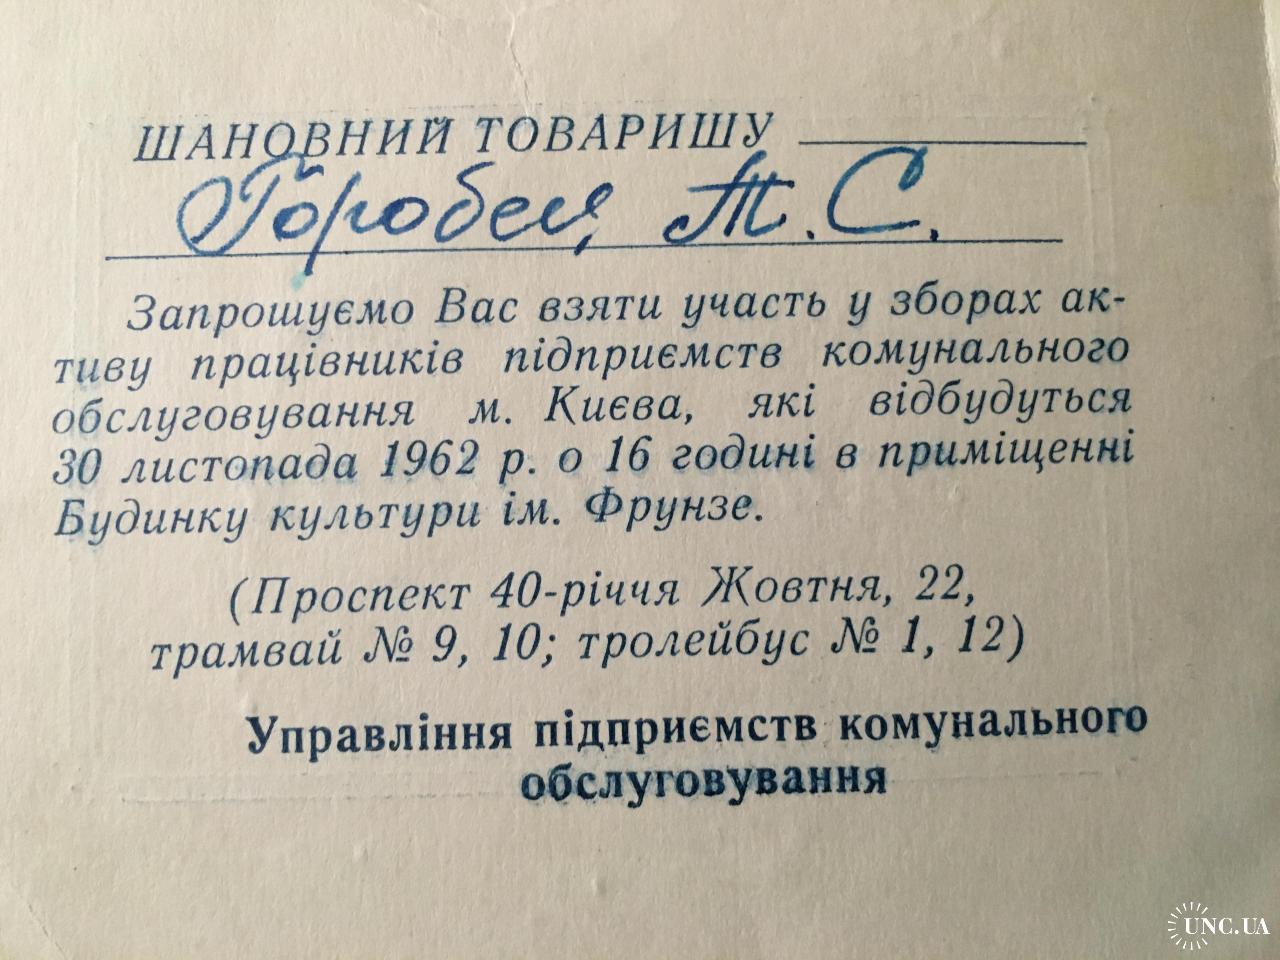 ШАНОВНИЙ ТОВАРИШУ
Горобец, Т. С.
Запрошуємо Вас взяти участь у зборах ак-
тиву працівників підприємств комунального
обслуговування м. Києва, які відбудуться
30 листопада 1962 р. о 16 годині в приміщенні
Будинку культури ім. Фрунзе.
(Проспект 40-річчя Жовтня, 22,
трамвай № 9, 10; тролейбус № 1, 12)
Управління підприємств комунального
обслуговування
UNC.UA